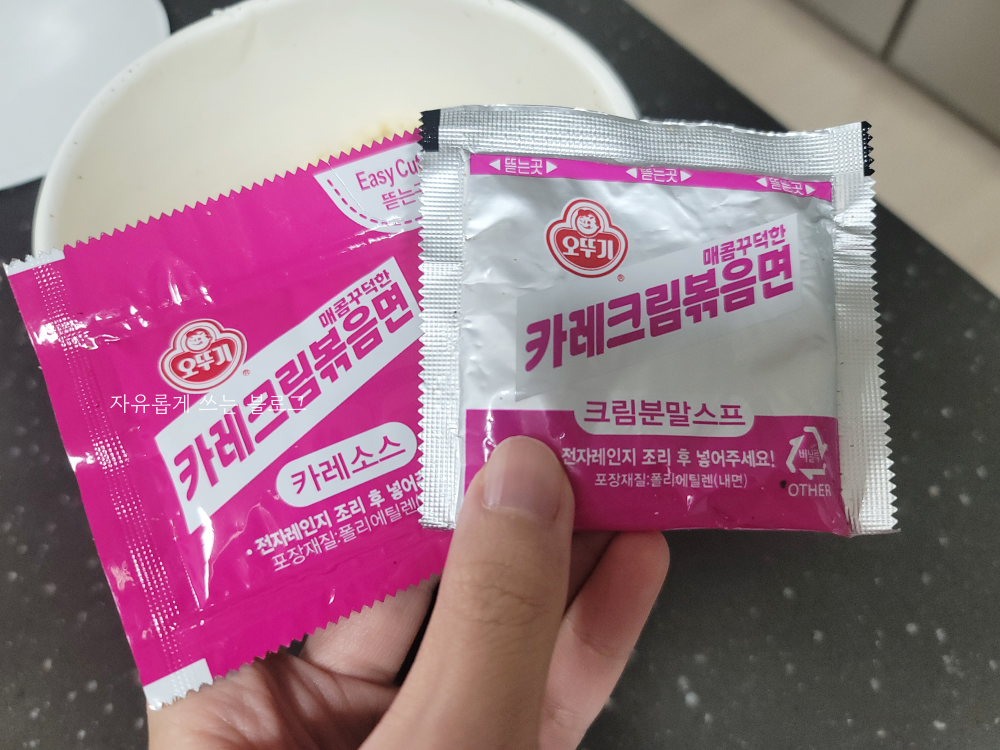 Easy Cut
뜯는곳
오뚜기
매콤꾸덕한
카레크림볶음면
카레소스
• 전자레인지 조리 후 넣어주
포장재질:폴리에틸렌
자유롭게 쓰는 블로그
◀뜯는곳▶ ◀뜯는곳▶ ◀뜯는곳▶
오뚜기
매콤꾸덕한
카레크림볶음면
크림분말스프
전자레인지 조리 후 넣어주세요!
포장재질:폴리에틸렌(내면)
비닐류
OTHER